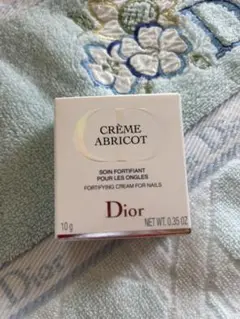 CRÈME
ABRICOT
SOIN FORTIFIANT
POUR LES ONGLES
FORTIFYING CREAM FOR NAILS
Dior
10 g
NET WT. 0.35 OZ